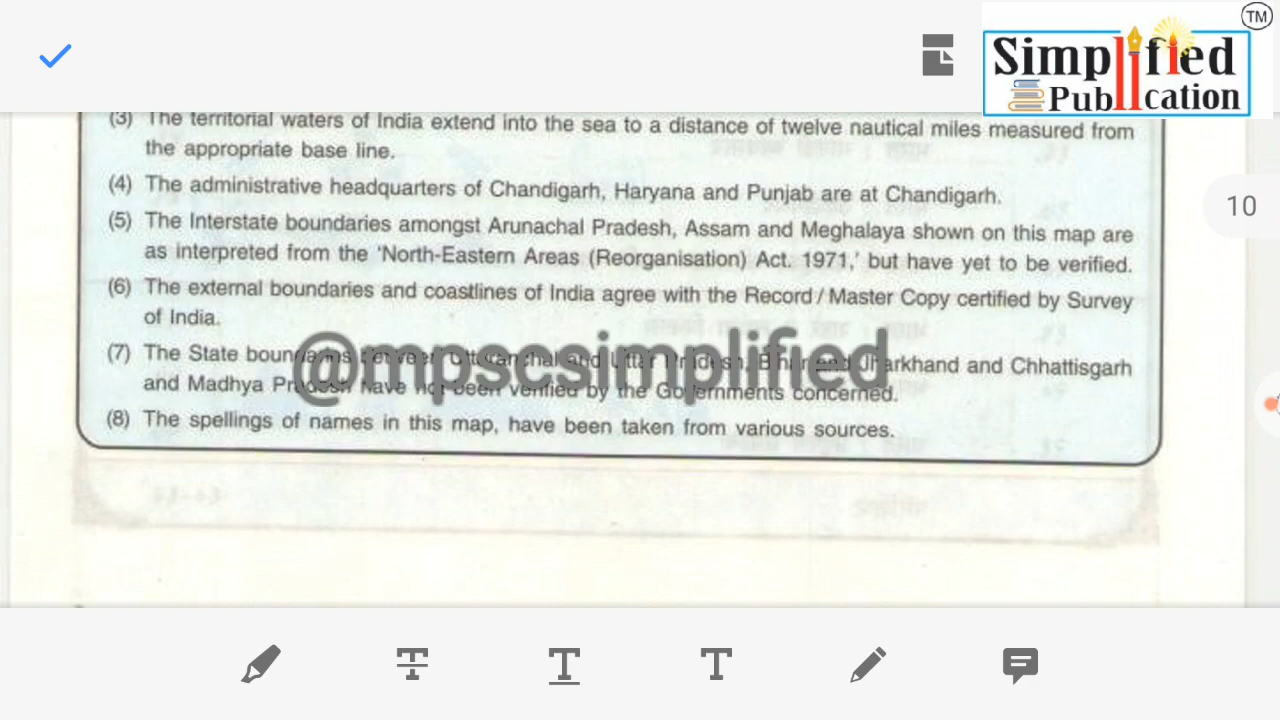 TM
Simplified
Publication
(3) The territorial waters of India extend into the sea to a distance of twelve nautical miles measured from
the appropriate base line.
10
(4) The administrative headquarters of Chandigarh, Haryana and Punjab are at Chandigarh.
(5) The Interstate boundaries amongst Arunachal Pradesh, Assam and Meghalaya shown on this map are
as interpreted from the 'North-Eastern Areas (Reorganisation) Act. 1971,' but have yet to be verified.
(6) The external boundaries and coastlines of India agree with the Record / Master Copy certified by Survey
of India.
@mpscsimplified
(7) The State boundaries between Uttaranchal and Uttar Pradesh, Bihar and Jharkhand and Chhattisgarh
and Madhya Pradesh have not been verified by the Governments concerned.
(8) The spellings of names in this map, have been taken from various sources.
T
T
T